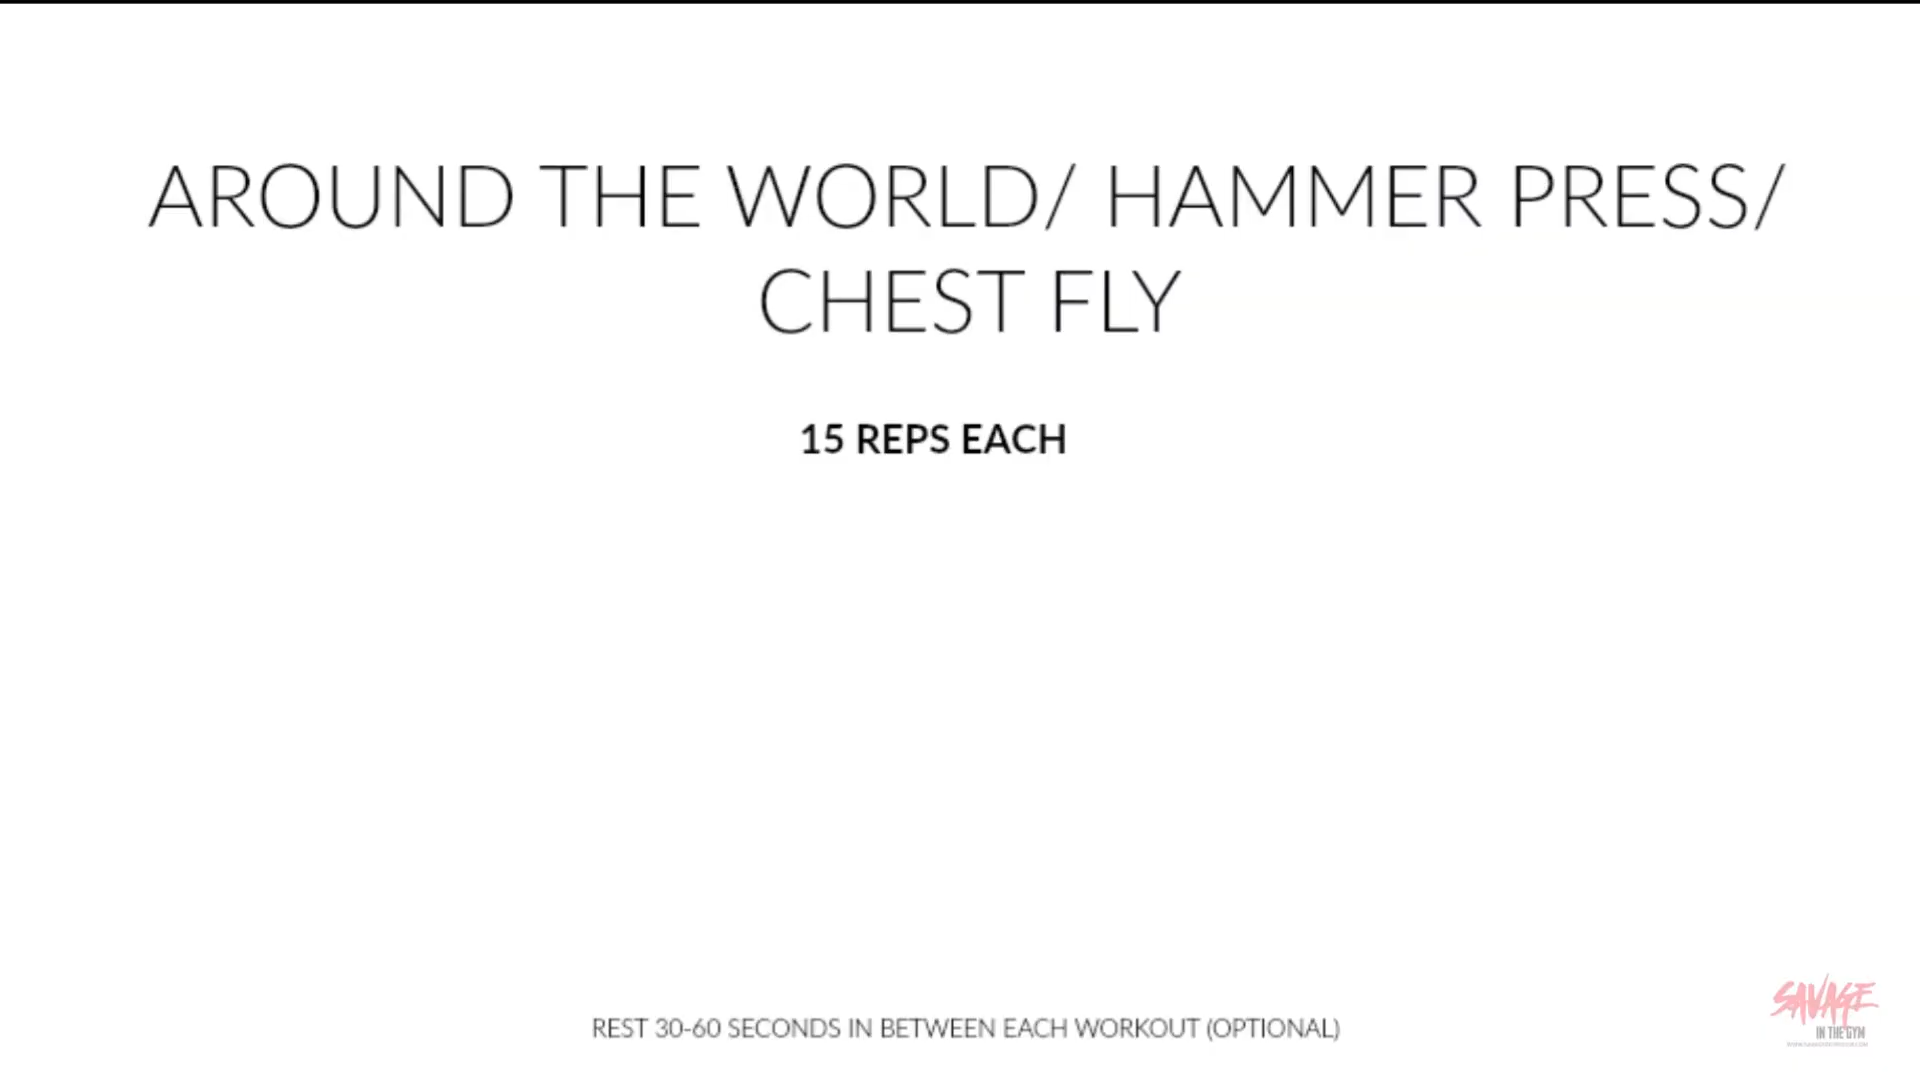 AROUND THE WORLD/ HAMMER PRESS/
CHEST FLY
15 REPS EACH
REST 30-60 SECONDS IN BETWEEN EACH WORKOUT (OPTIONAL)
SAVAGE
IN THE GYM